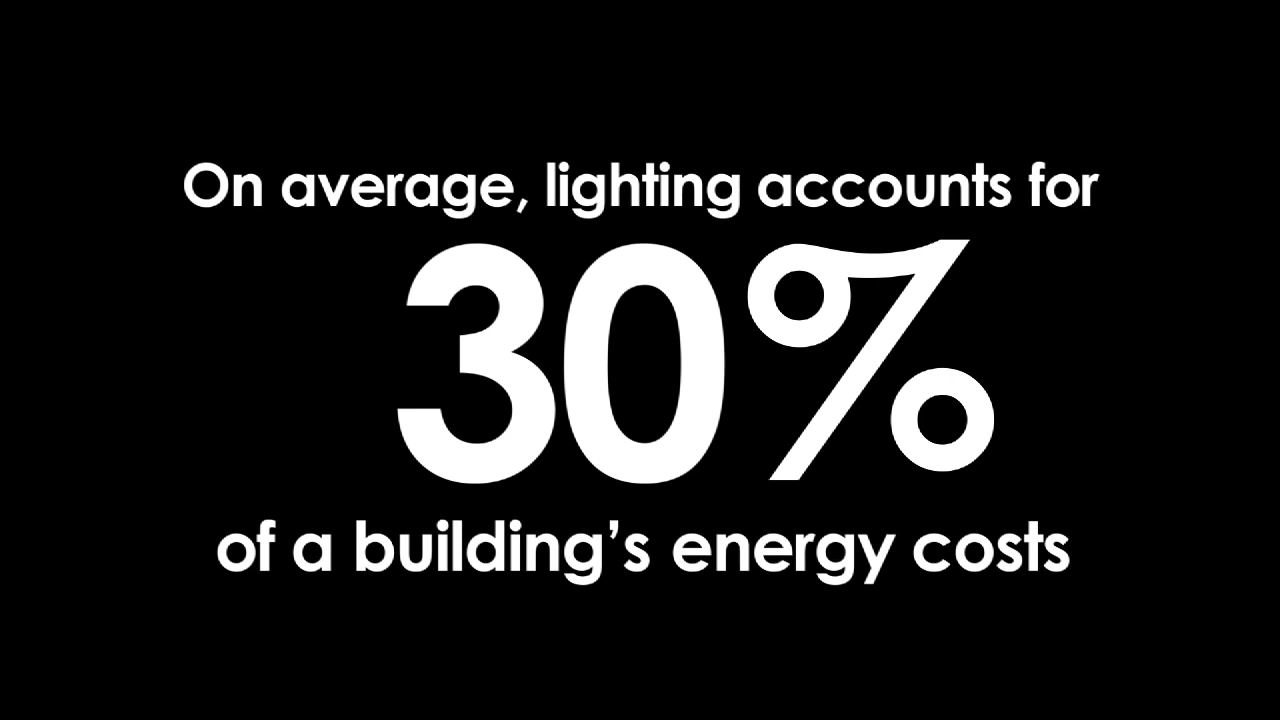 On average, lighting accounts for
30%
of a building’s energy costs